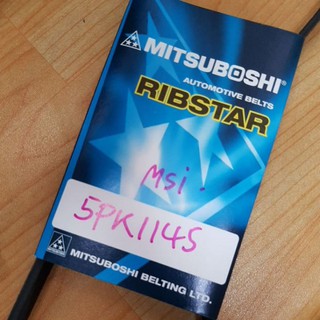 MITSUBOSHI®
AUTOMOTIVE BELTS
RIBSTAR
MSi.
5PK1145
MITSUBOSHI BELTING LTD.